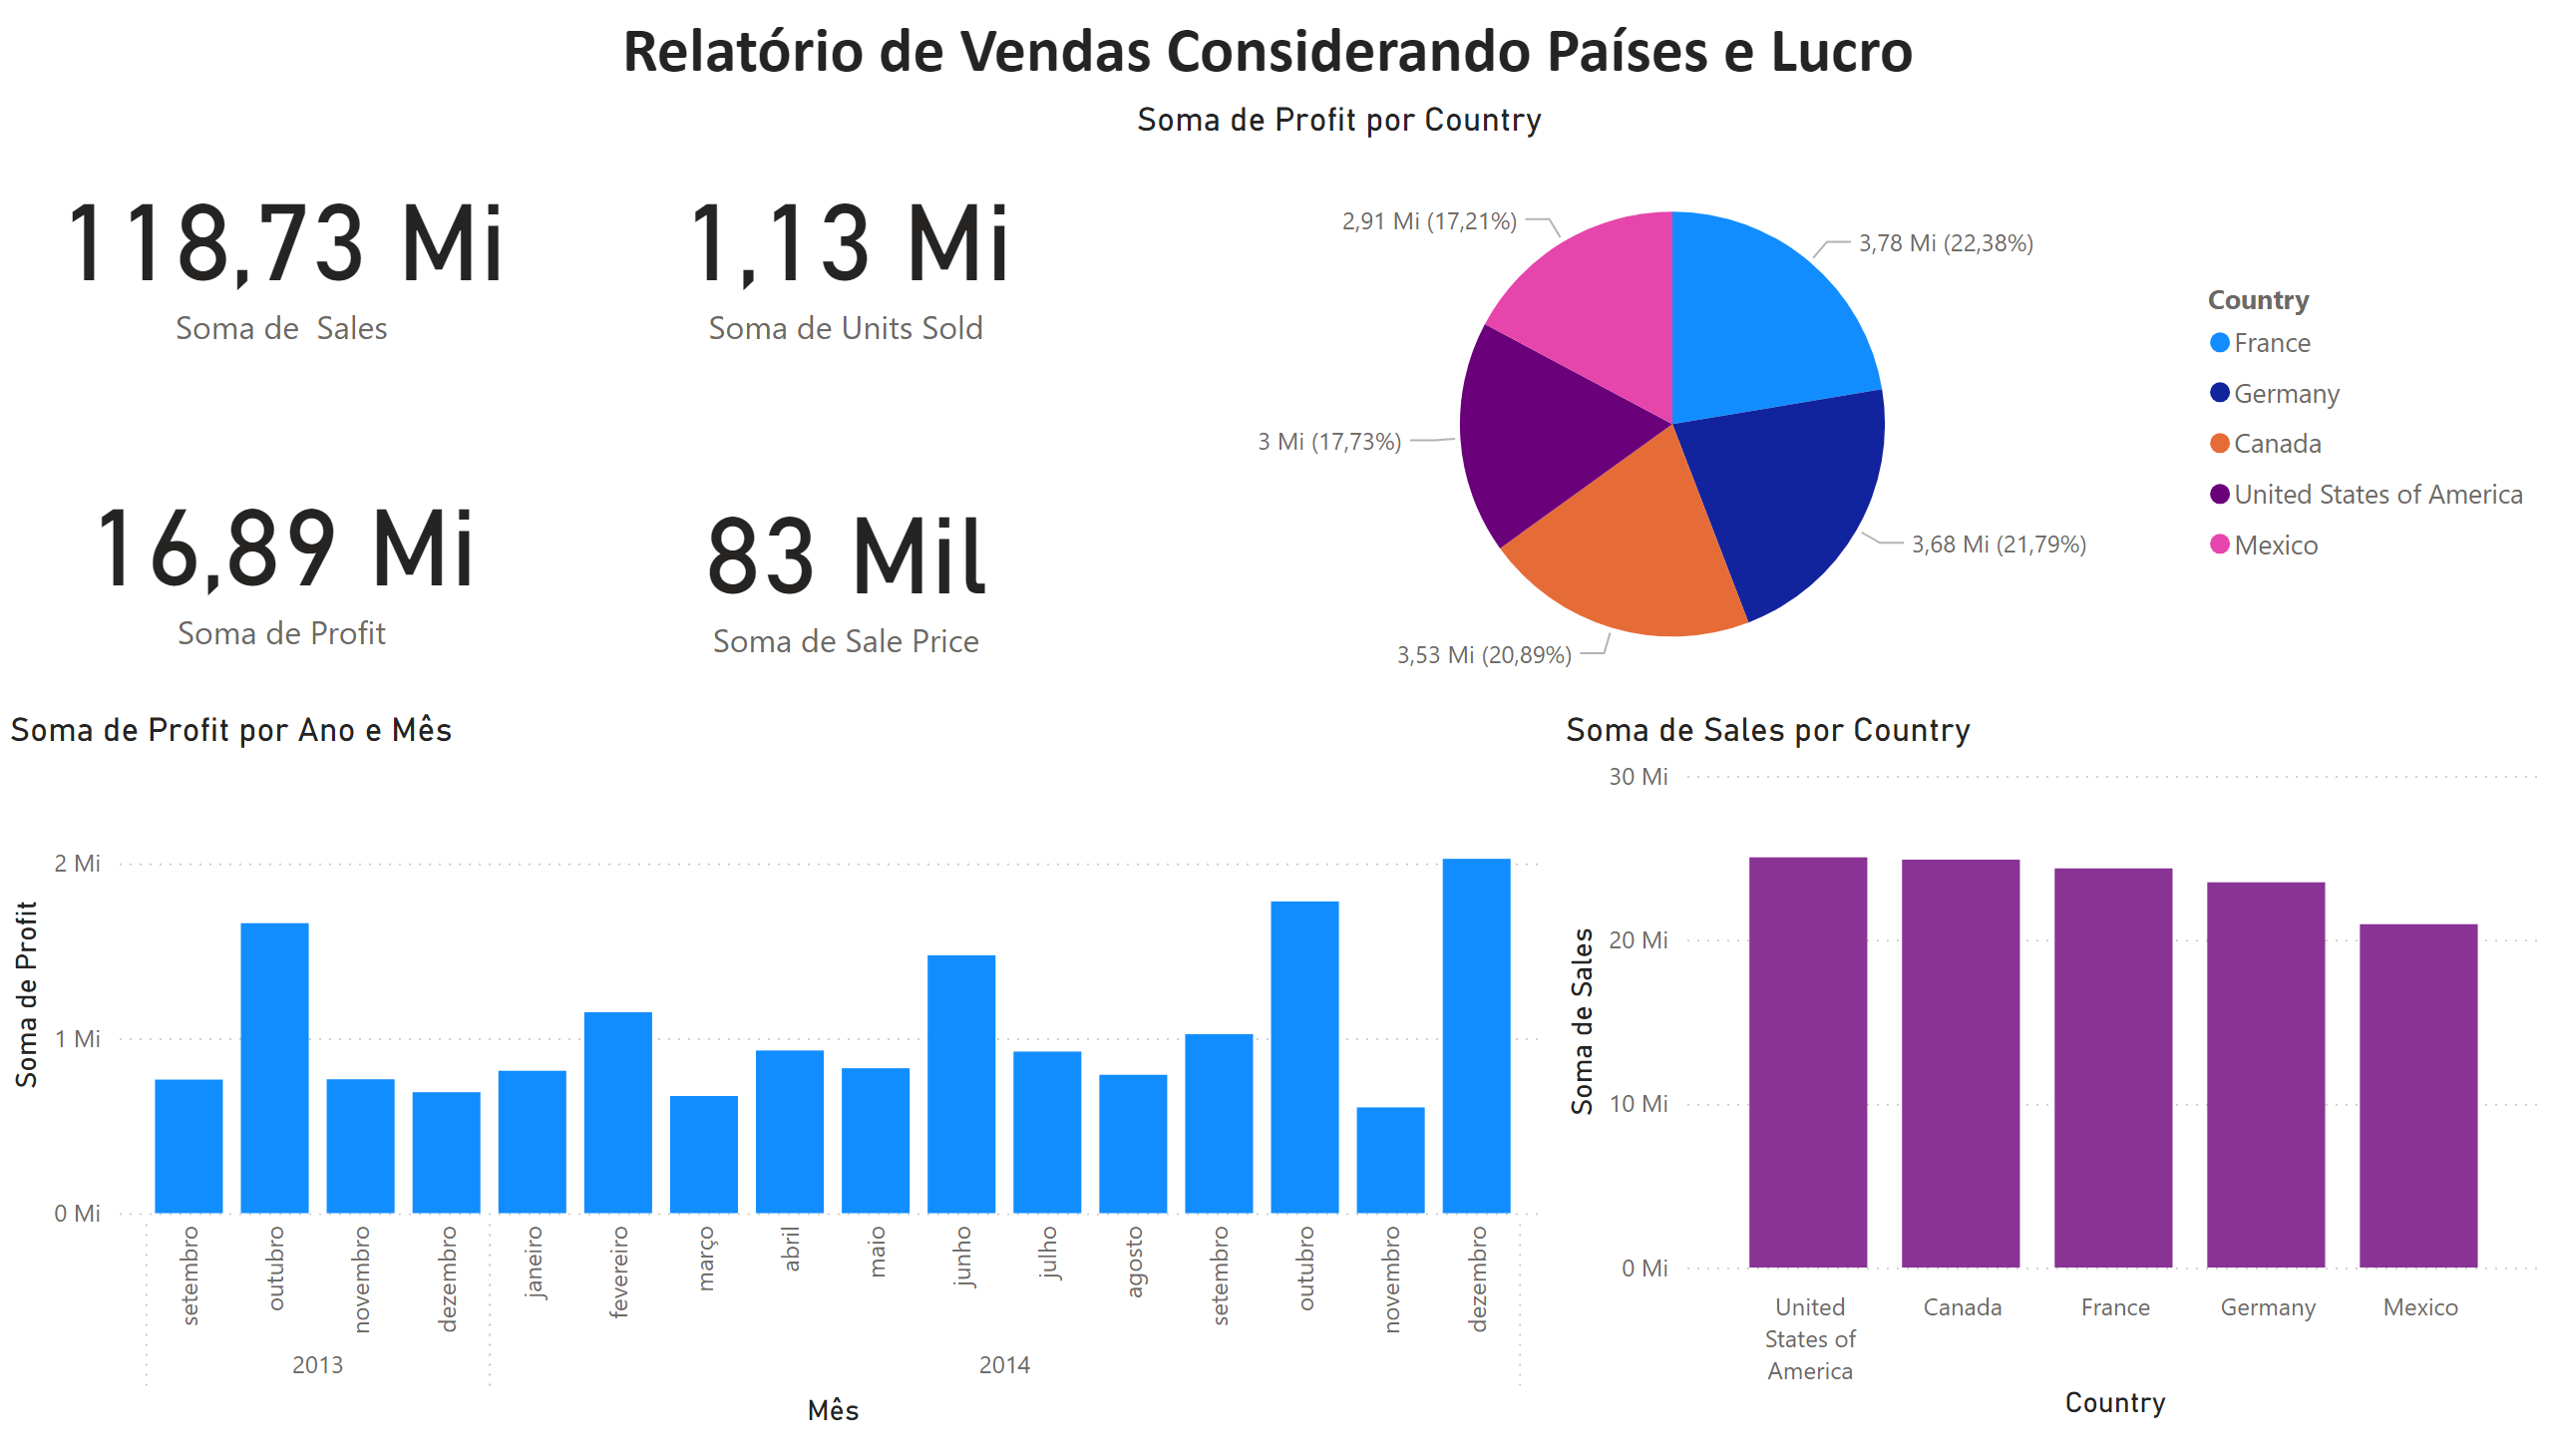 Relatório de Vendas Considerando Países e Lucro
118,73 Mi
Soma de  Sales
1,13 Mi
Soma de Units Sold
16,89 Mi
Soma de Profit
83 Mil
Soma de Sale Price
Soma de Profit por Country
2,91 Mi (17,21%)
3,78 Mi (22,38%)
3 Mi (17,73%)
3,68 Mi (21,79%)
3,53 Mi (20,89%)
Country
France
Germany
Canada
United States of America
Mexico
Soma de Profit por Ano e Mês
Soma de Profit
2 Mi
1 Mi
0 Mi
setembro
outubro
novembro
dezembro
janeiro
fevereiro
março
abril
maio
junho
julho
agosto
setembro
outubro
novembro
dezembro
2013
2014
Mês
Soma de Sales por Country
Soma de Sales
30 Mi
20 Mi
10 Mi
0 Mi
United
States of
America
Canada
France
Germany
Mexico
Country